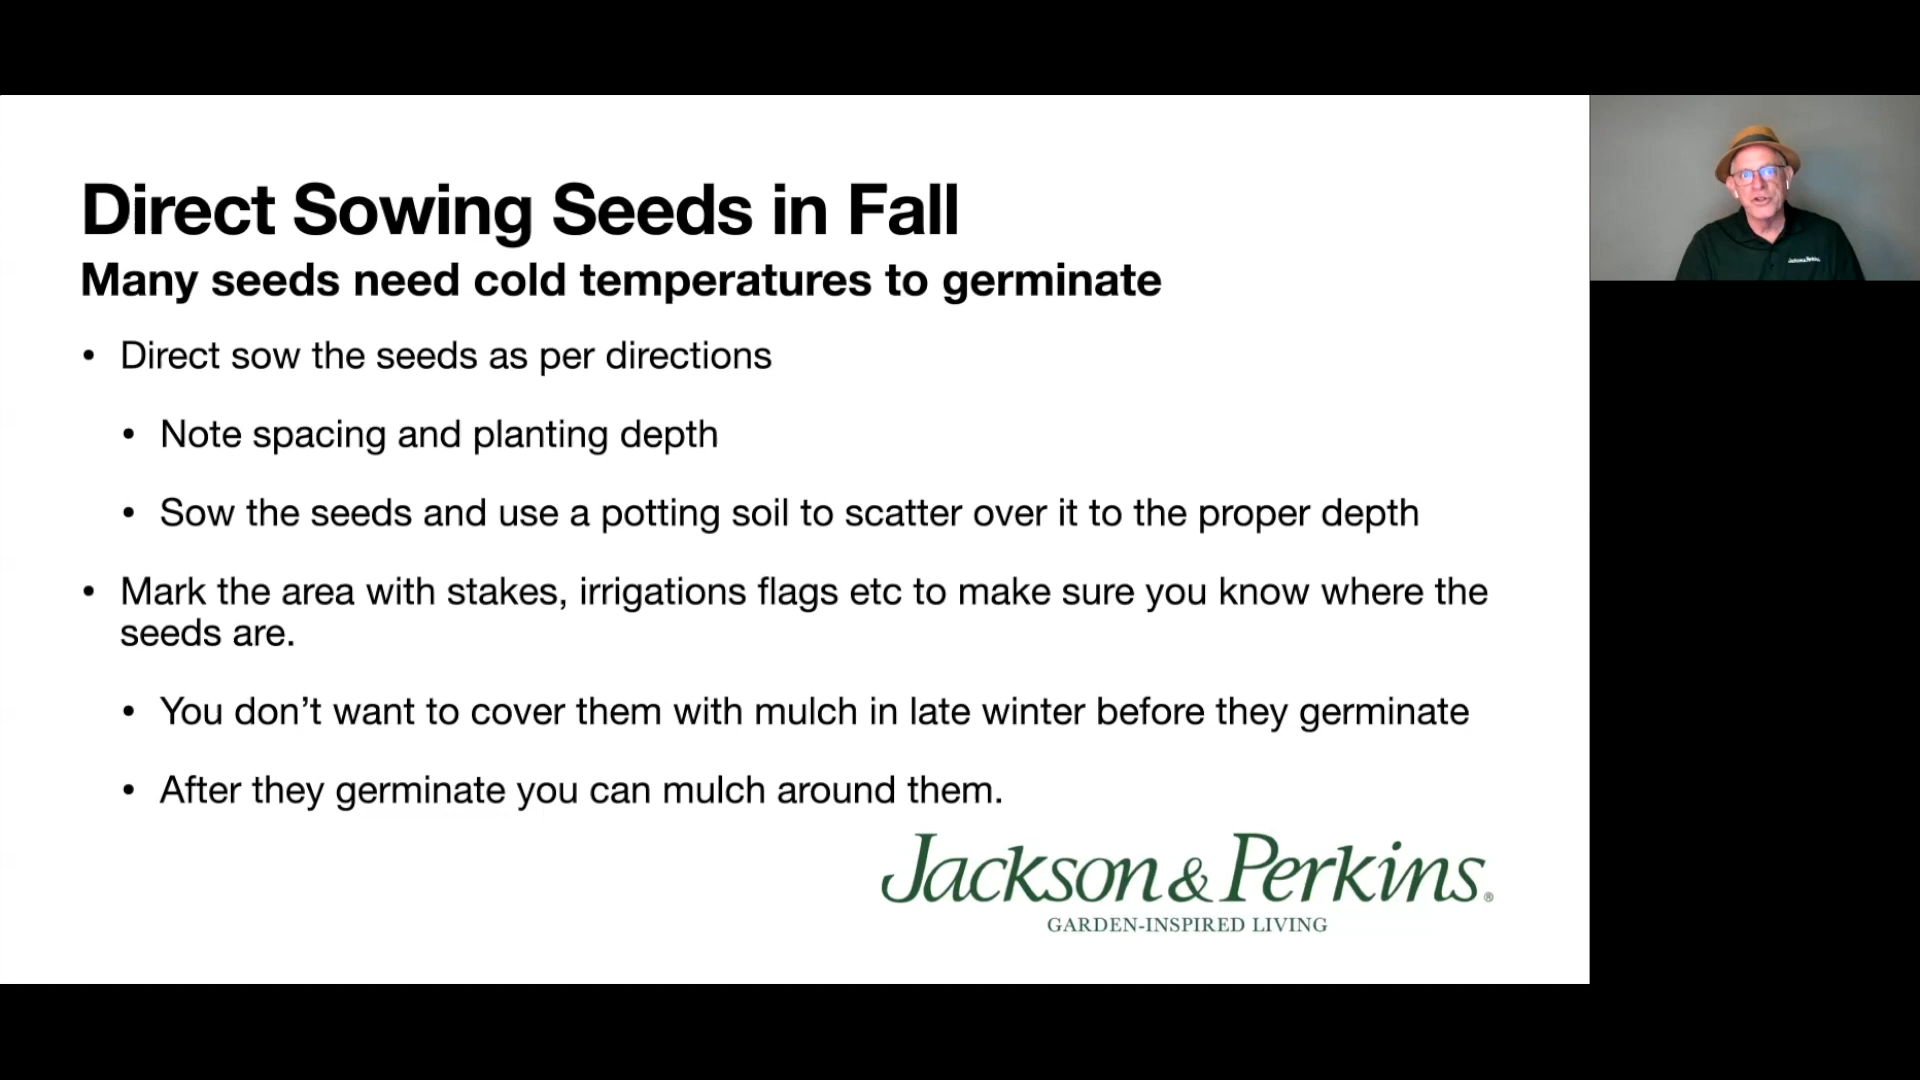 Direct Sowing Seeds in Fall
Many seeds need cold temperatures to germinate
• Direct sow the seeds as per directions
• Note spacing and planting depth
• Sow the seeds and use a potting soil to scatter over it to the proper depth
• Mark the area with stakes, irrigations flags etc to make sure you know where the
seeds are.
• You don’t want to cover them with mulch in late winter before they germinate
• After they germinate you can mulch around them.
Jackson & Perkins®
GARDEN-INSPIRED LIVING
Jackson & Perkins